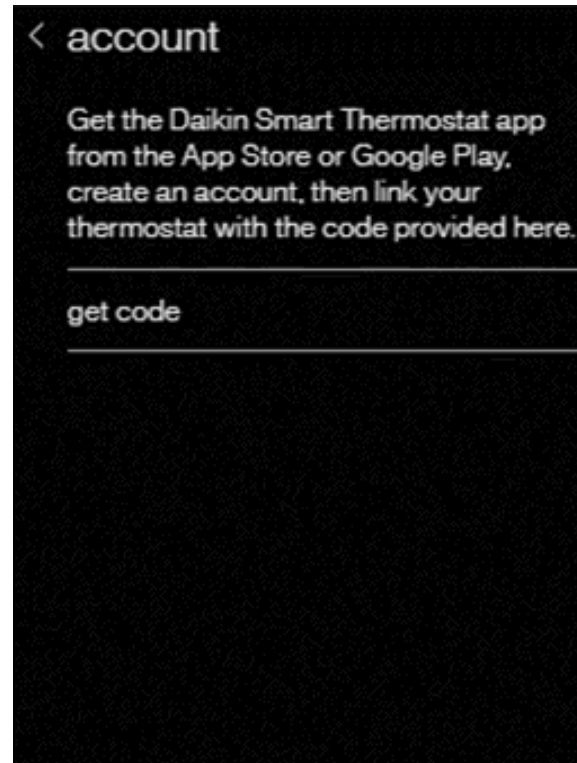 account
Get the Daikin Smart Thermostat app
from the App Store or Google Play,
create an account, then link your
thermostat with the code provided here.
get code